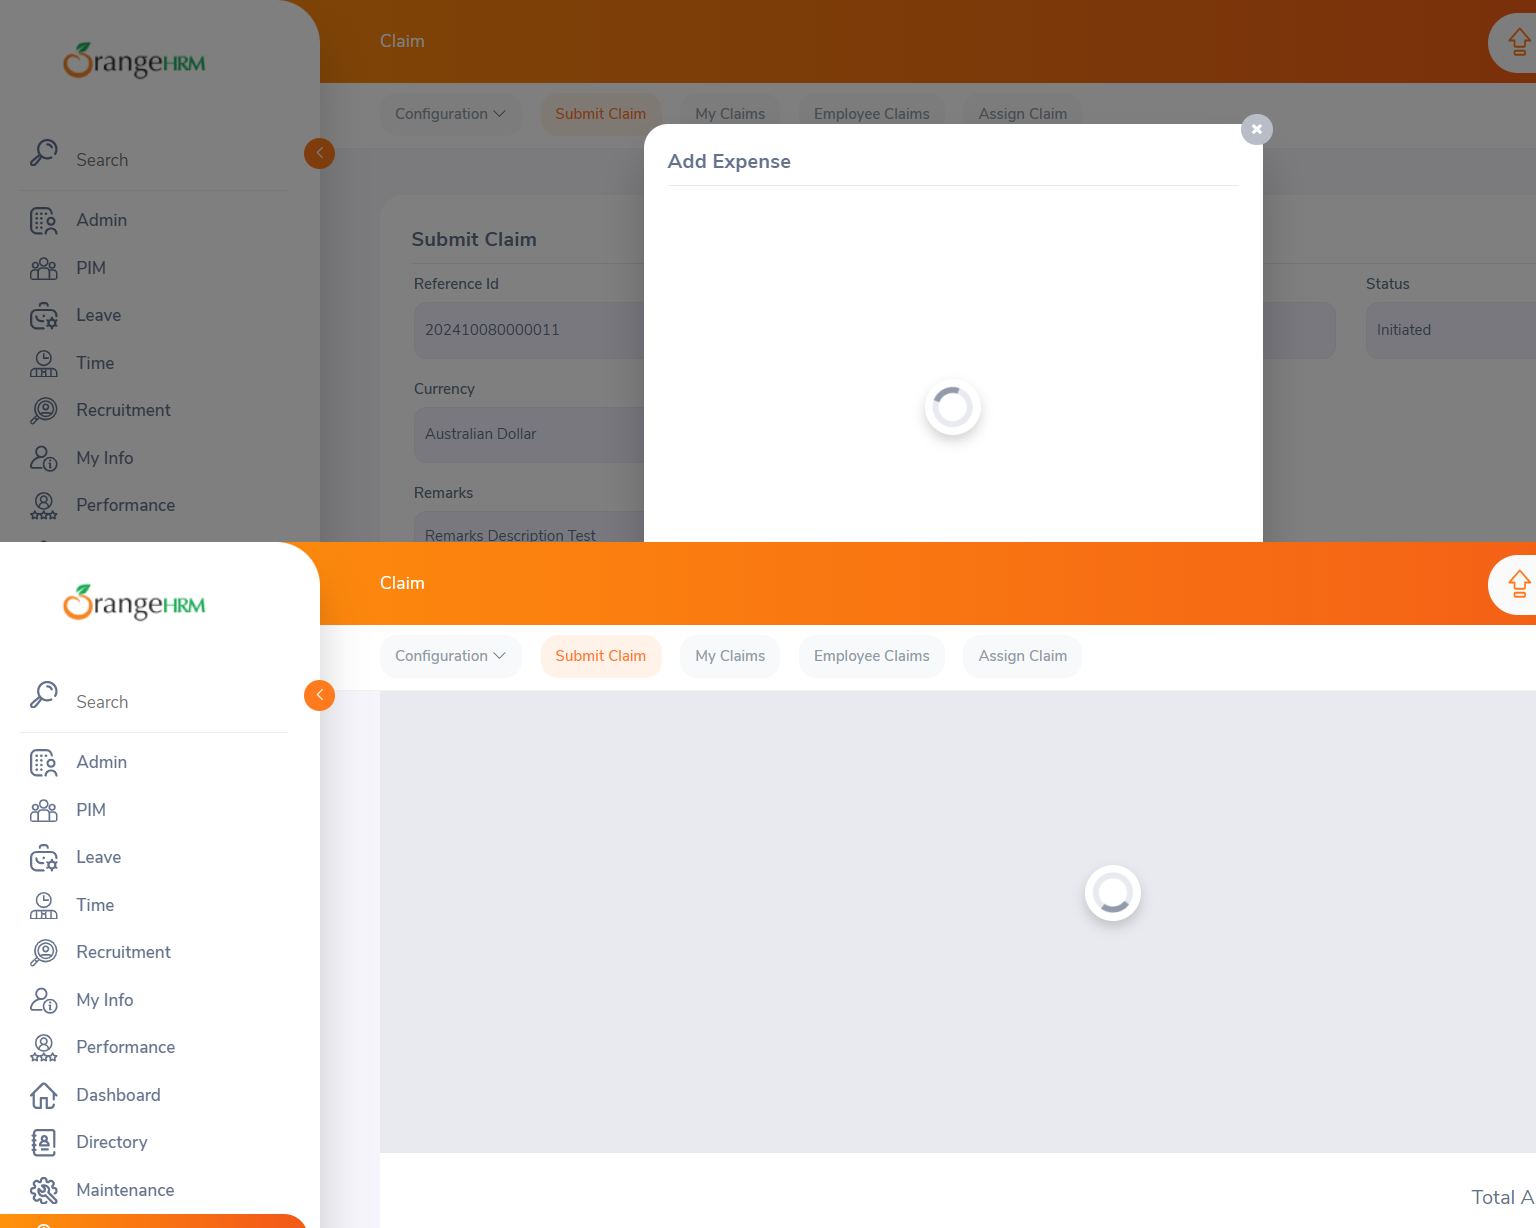 OrangeHRM
Claim
Configuration
Submit Claim
My Claims
Employee Claims
Assign Claim
Search
Add Expense
Admin
PIM
Leave
Time
Recruitment
My Info
Performance
Submit Claim
Reference Id
Status
202410080000011
Initiated
Currency
Australian Dollar
Remarks
Remarks Description Test
OrangeHRM
Claim
Configuration
Submit Claim
My Claims
Employee Claims
Assign Claim
Search
Admin
PIM
Leave
Time
Recruitment
My Info
Performance
Dashboard
Directory
Maintenance
Total A